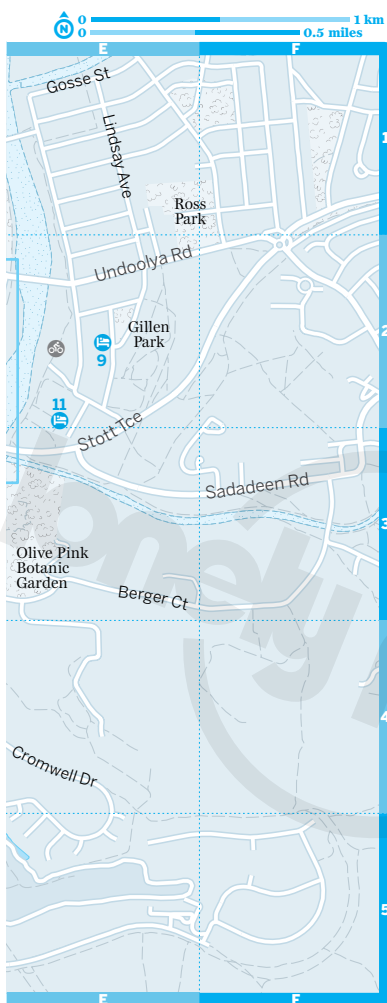 N
0 1 km
0 0.5 miles
E F
Gosse St
Lindsay Ave
1
Ross
Park
Undoolya Rd
2
Gillen
Park
9
11
Stott Tce
Sadadeen Rd
3
Olive Pink
Botanic
Garden
Berger Ct
lonely
4
Cromwell Dr
5
E F